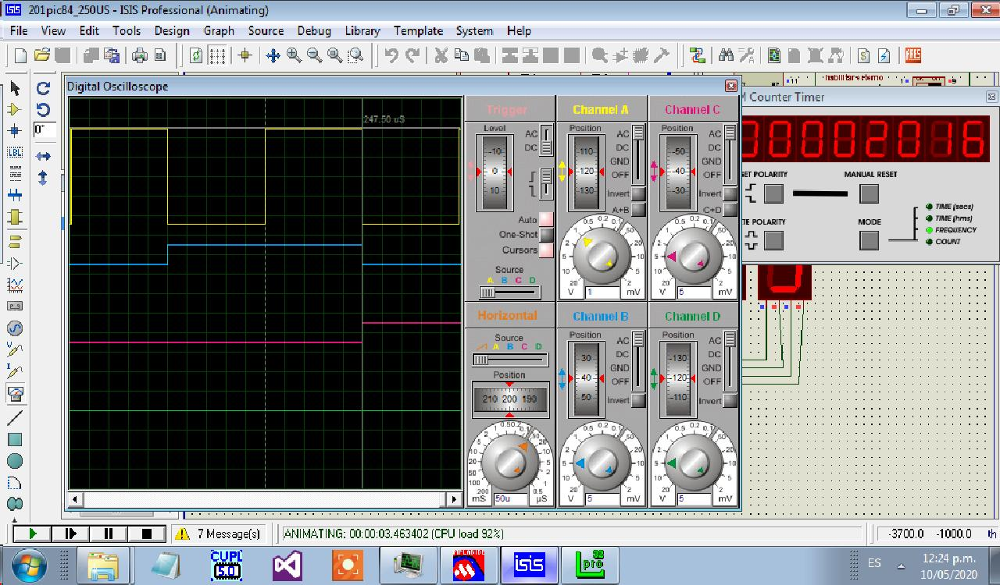 201pic84_250US - ISIS Professional (Animating)
File View Edit Tools Design Graph Source Debug Library Template System Help
ARES
LBL
0°
Digital Oscilloscope
247.50 uS
Trigger
Level
-10
0
10
AC
DC
Auto
One-Shot
Cursors
Source
A B C D
Channel A
Position
110
120
130
AC
DC
GND
OFF
Invert
A+B
V 1 mV
Channel C
Position
-50
-40
-30
AC
DC
GND
OFF
Invert
C+D
V 5 mV
Horizontal
Source
A B C D
Position
210 200 190
mS 50u µS
Channel B
Position
30
40
50
AC
DC
GND
OFF
Invert
V 5 mV
Channel D
Position
-130
-120
-110
AC
DC
GND
OFF
Invert
V 5 mV
M Counter Timer
00002016
ET POLARITY
MANUAL RESET
TE POLARITY
MODE
TIME (secs)
TIME (hms)
FREQUENCY
COUNT
7 Message(s)
ANIMATING: 00:00:03.463402 (CPU load 92%)
-3700.0 -1000.0 th
CUPL
5.0
isis
92
pro
ES
12:24 p.m.
10/05/2020